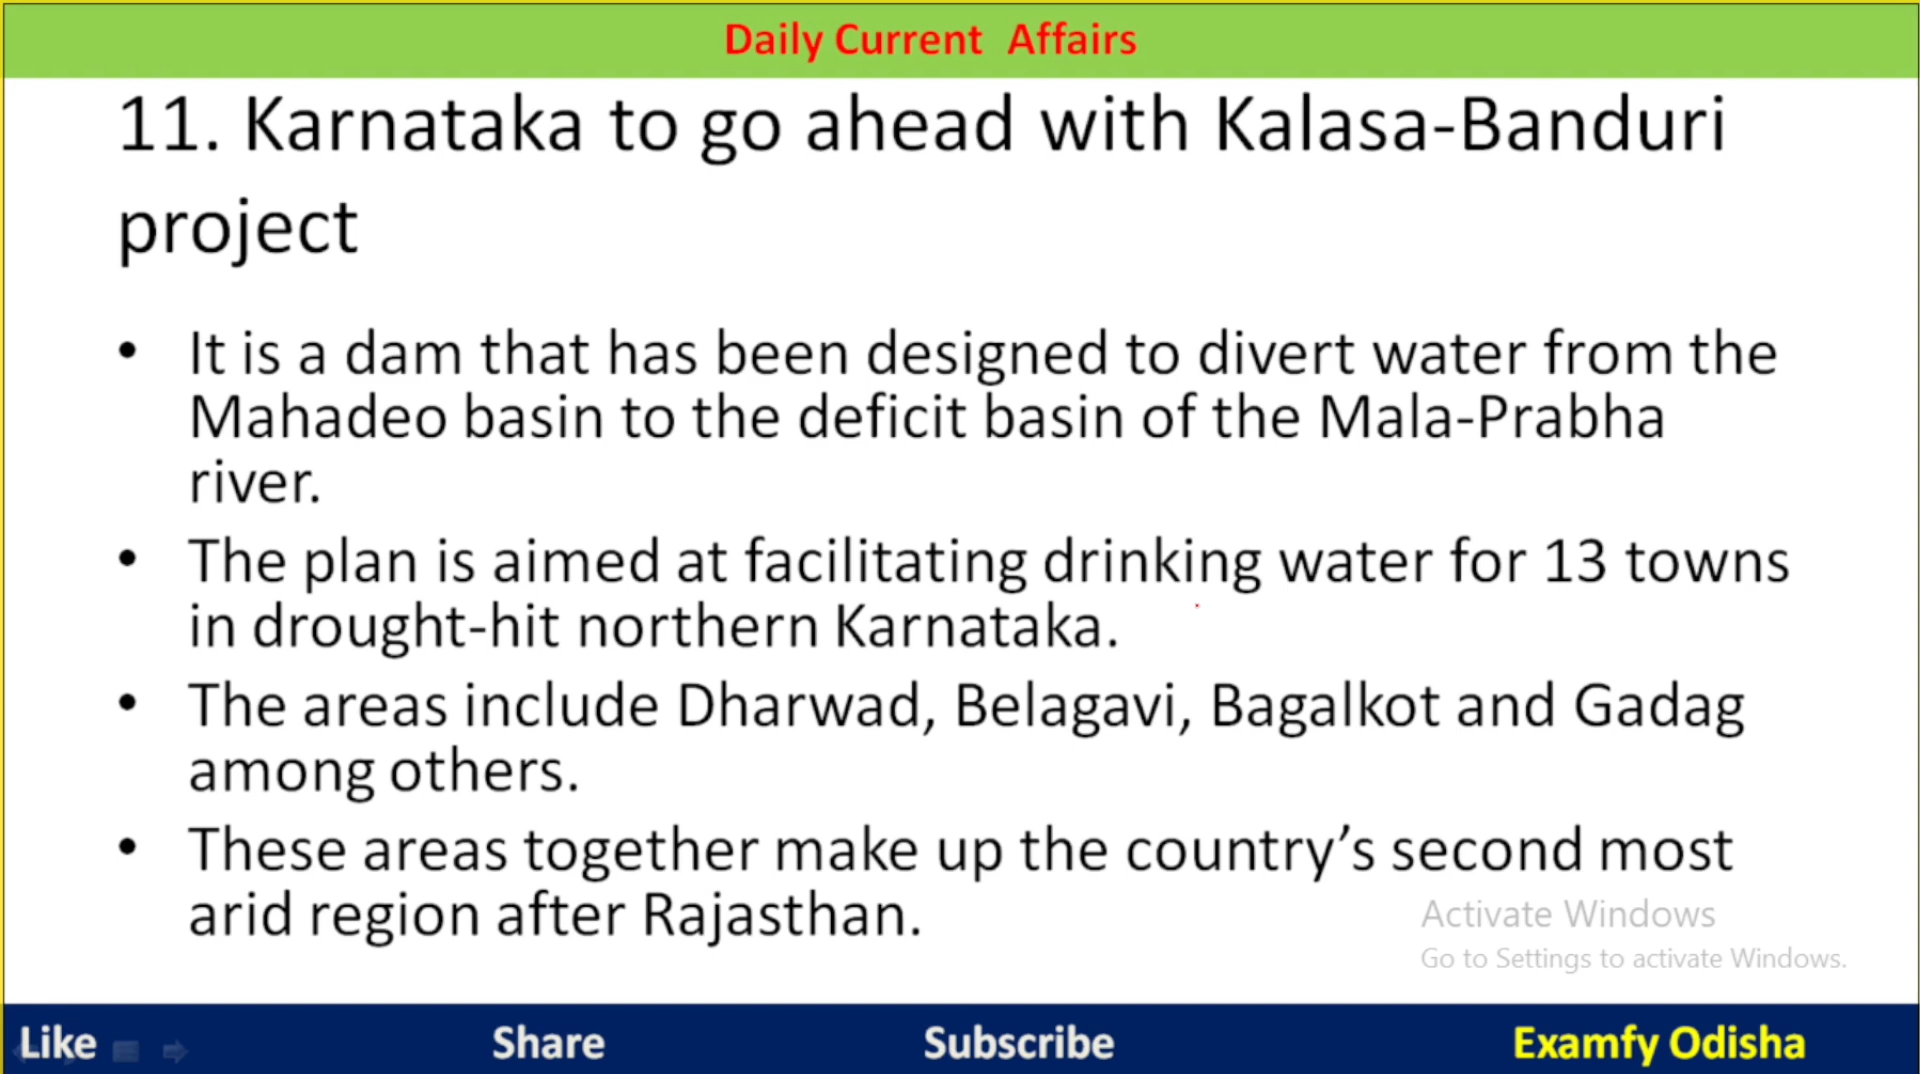 Daily Current Affairs
11. Karnataka to go ahead with Kalasa-Banduri
project
• It is a dam that has been designed to divert water from the
Mahadeo basin to the deficit basin of the Mala-Prabha
river.
• The plan is aimed at facilitating drinking water for 13 towns
in drought-hit northern Karnataka.
• The areas include Dharwad, Belagavi, Bagalkot and Gadag
among others.
• These areas together make up the country’s second most
arid region after Rajasthan.
Activate Windows
Go to Settings to activate Windows.
Like Share Subscribe Examfy Odisha